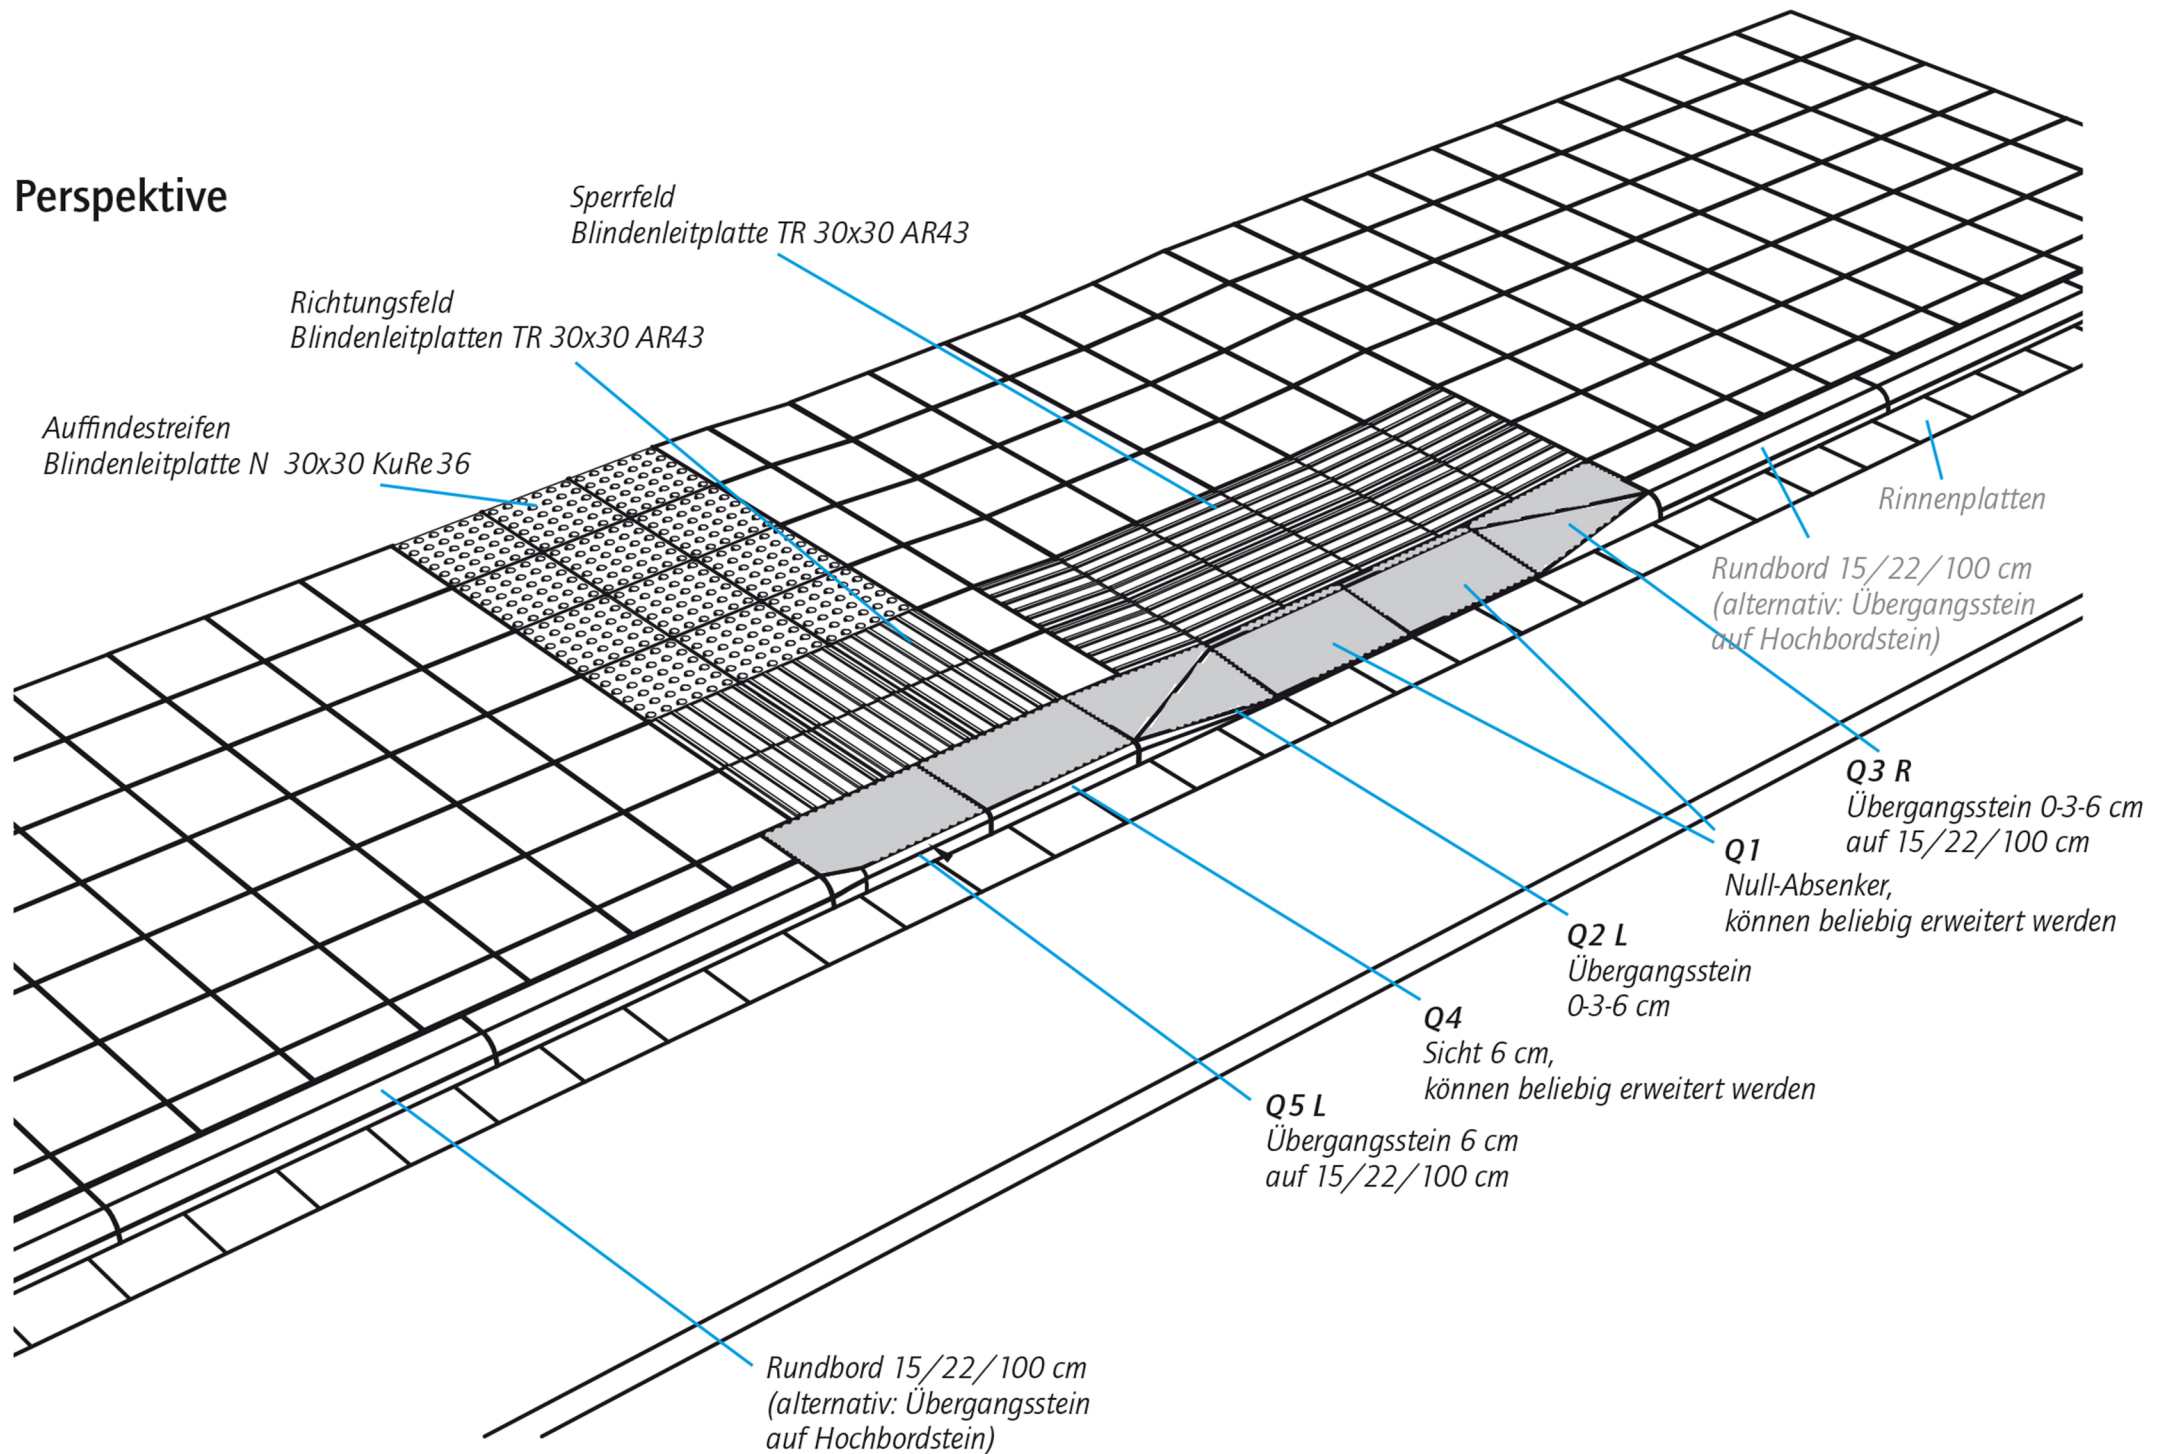 Perspektive
Sperrfeld
Blindenleitplatte TR 30x30 AR43
Richtungsfeld
Blindenleitplatten TR 30x30 AR43
Auffindestreifen
Blindenleitplatte N 30x30 KuRe 36
Rinnenplatten
Rundbord 15/22/100 cm
(alternativ: Übergangsstein
auf Hochbordstein)
Q3 R
Übergangsstein 0-3-6 cm
auf 15/22/100 cm
Q1
Null-Absenker,
können beliebig erweitert werden
Q2 L
Übergangsstein
0-3-6 cm
Q4
Sicht 6 cm,
können beliebig erweitert werden
Q5 L
Übergangsstein 6 cm
auf 15/22/100 cm
Rundbord 15/22/100 cm
(alternativ: Übergangsstein
auf Hochbordstein)